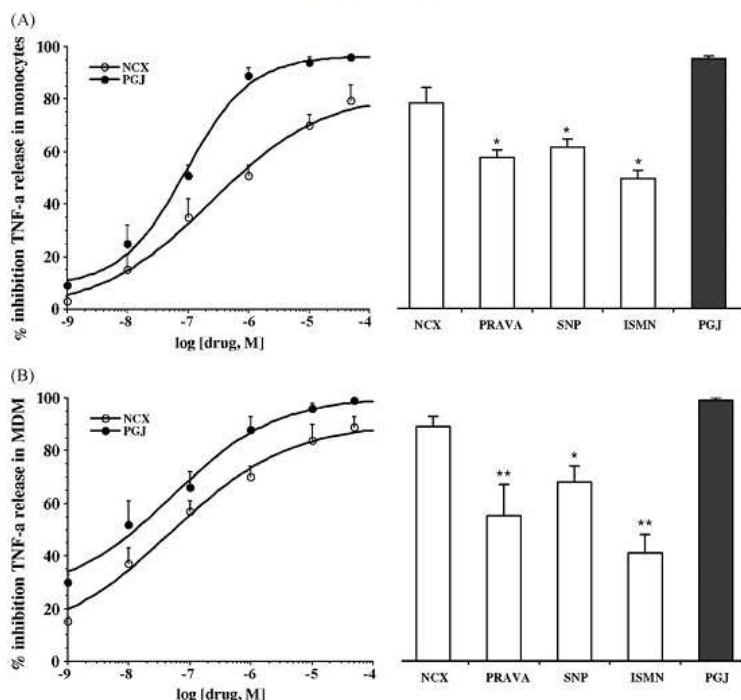 (A)
% inhibition TNF-a release in monocytes
100
80
60
40
20
0
NCX
PGJ
-9 -8 -7 -6 -5 -4
log [drug, M]
* * *
NCX PRAVA SNP ISMN PGJ
(B)
% inhibition TNF-a release in MDM
100
80
60
40
20
0
NCX
PGJ
-9 -8 -7 -6 -5 -4
log [drug, M]
** * **
NCX PRAVA SNP ISMN PGJ